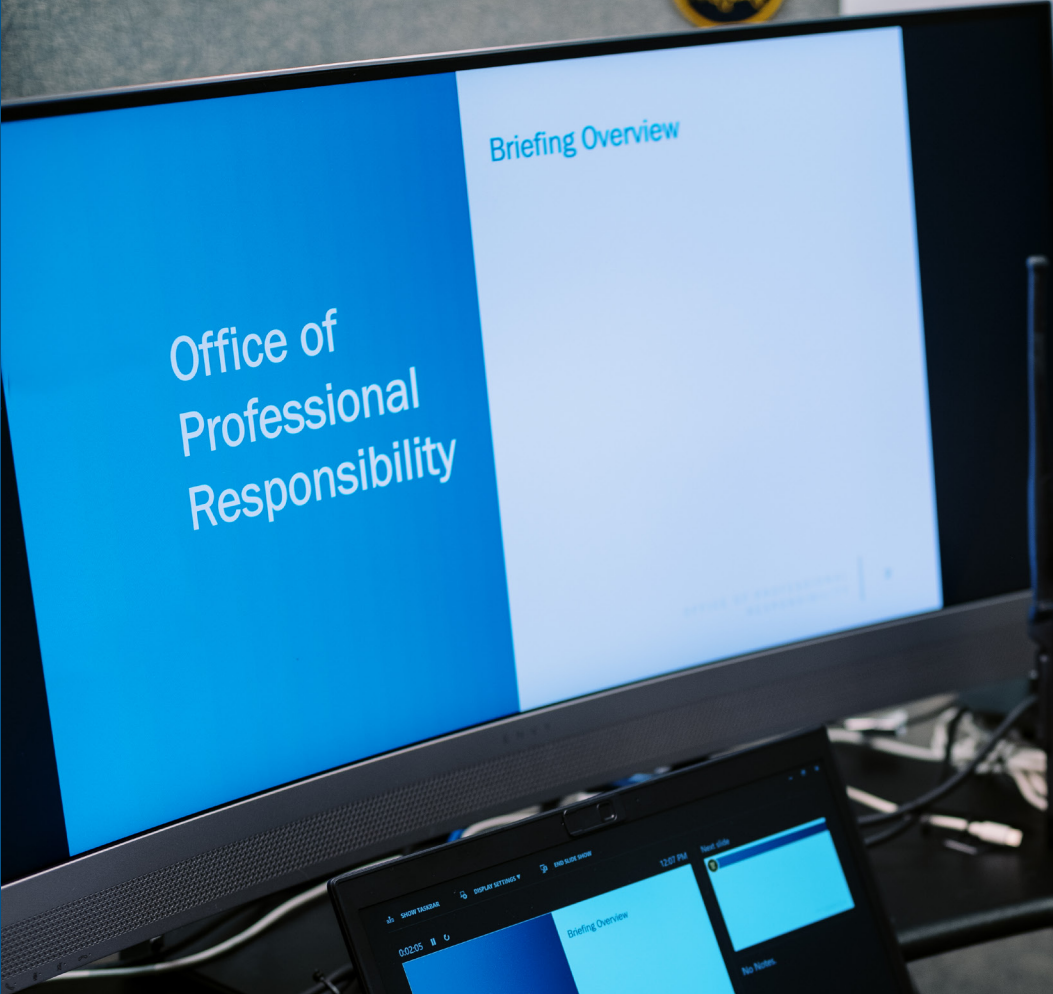 Briefing Overview
Office of
Professional
Responsibility
SHOW TASKBAR
DISPLAY SETTINGS ▼
END SLIDE SHOW
0:02:05
12:07 PM
Next slide
Briefing Overview
No Notes.